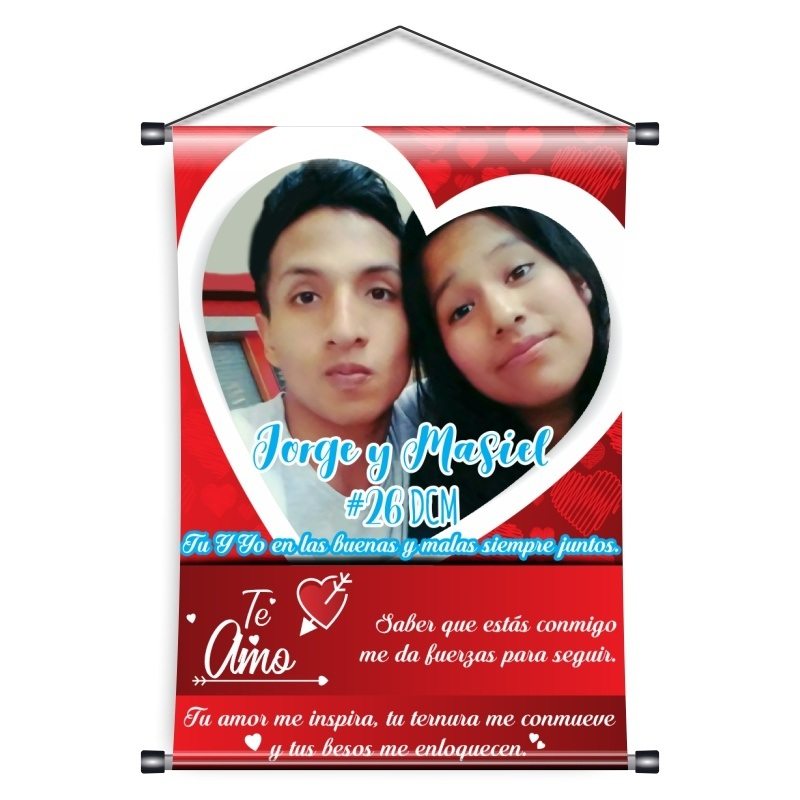 Jorge y MaSiel
#26 DCM
Tu Y Yo en las buenas y malas siempre juntos.
Te
Amo
Saber que estás conmigo
me da fuerzas para seguir.
Tu amor me inspira, tu ternura me conmueve
y tus besos me enloquecen.